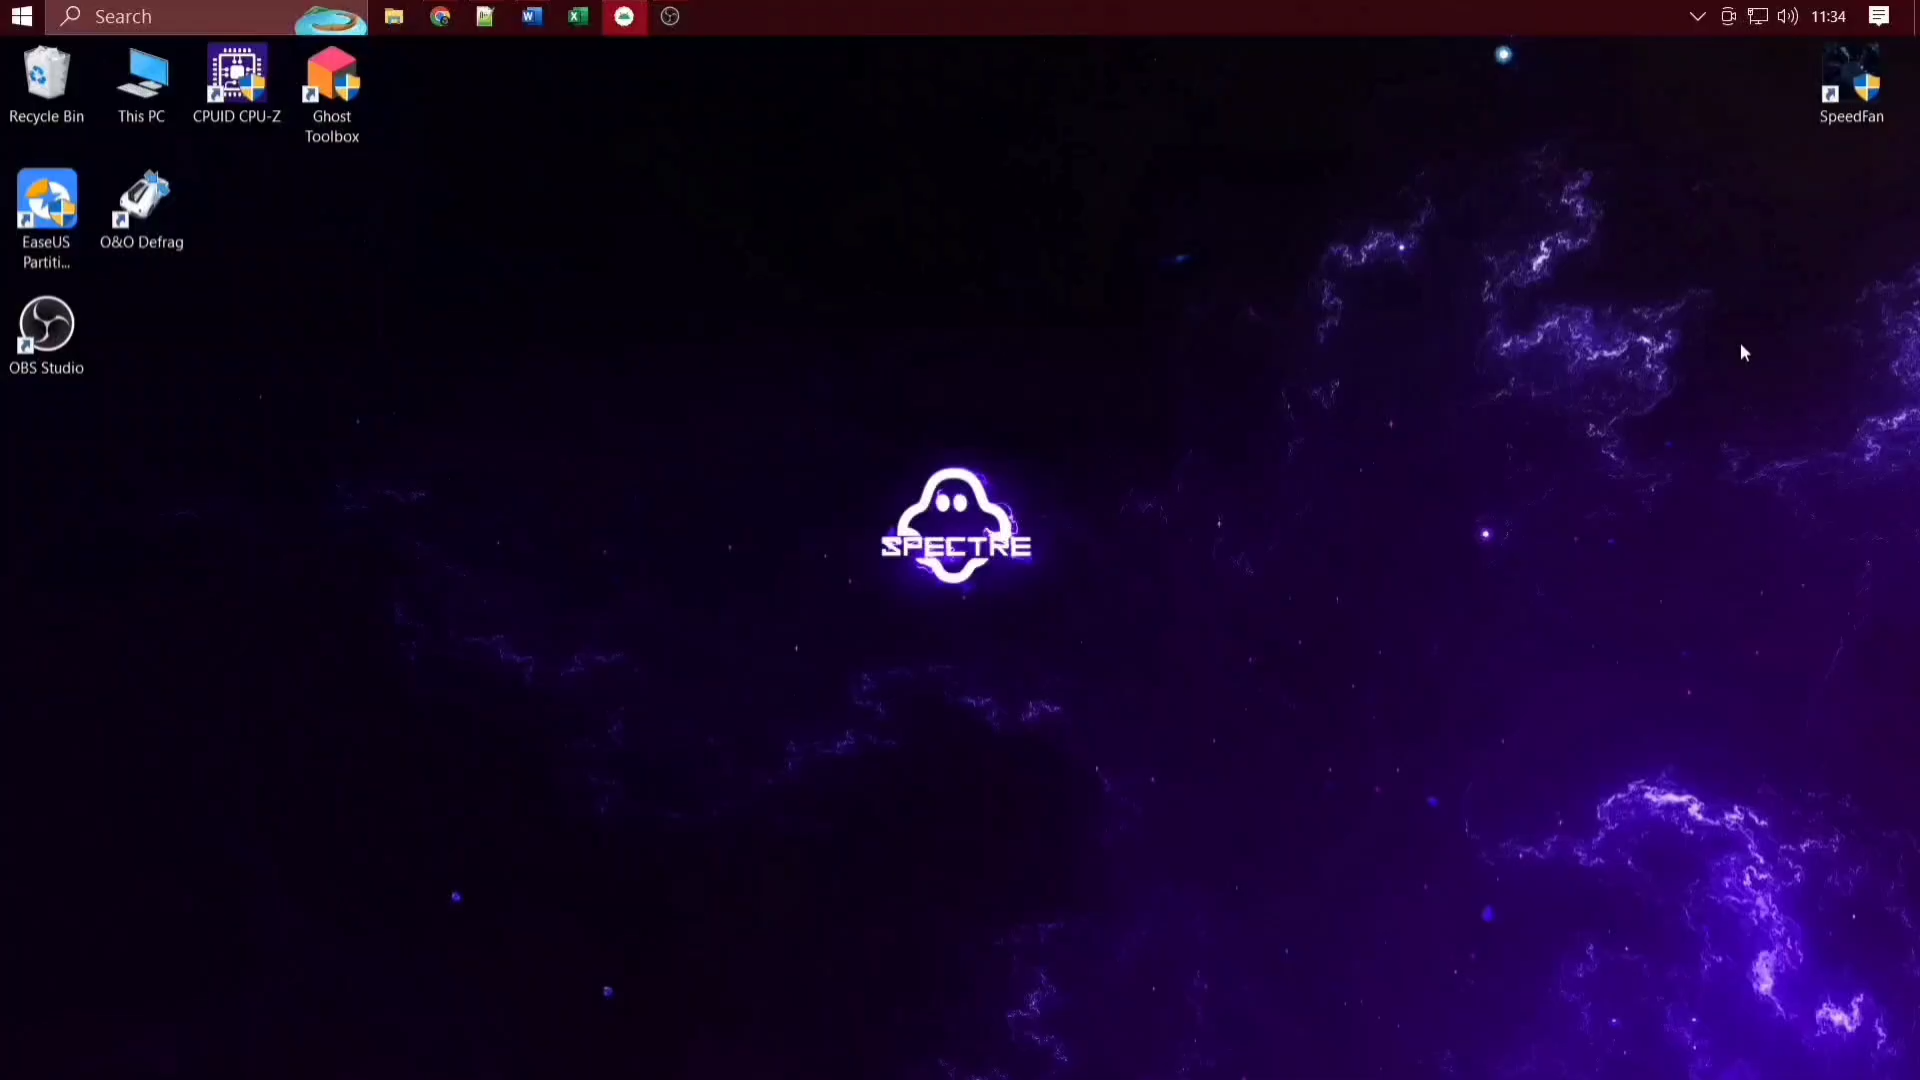 Search
11:34
Recycle Bin
This PC
CPUID CPU-Z
Ghost
Toolbox
SpeedFan
EaseUS
Partiti...
O&O Defrag
OBS Studio
SPECTRE